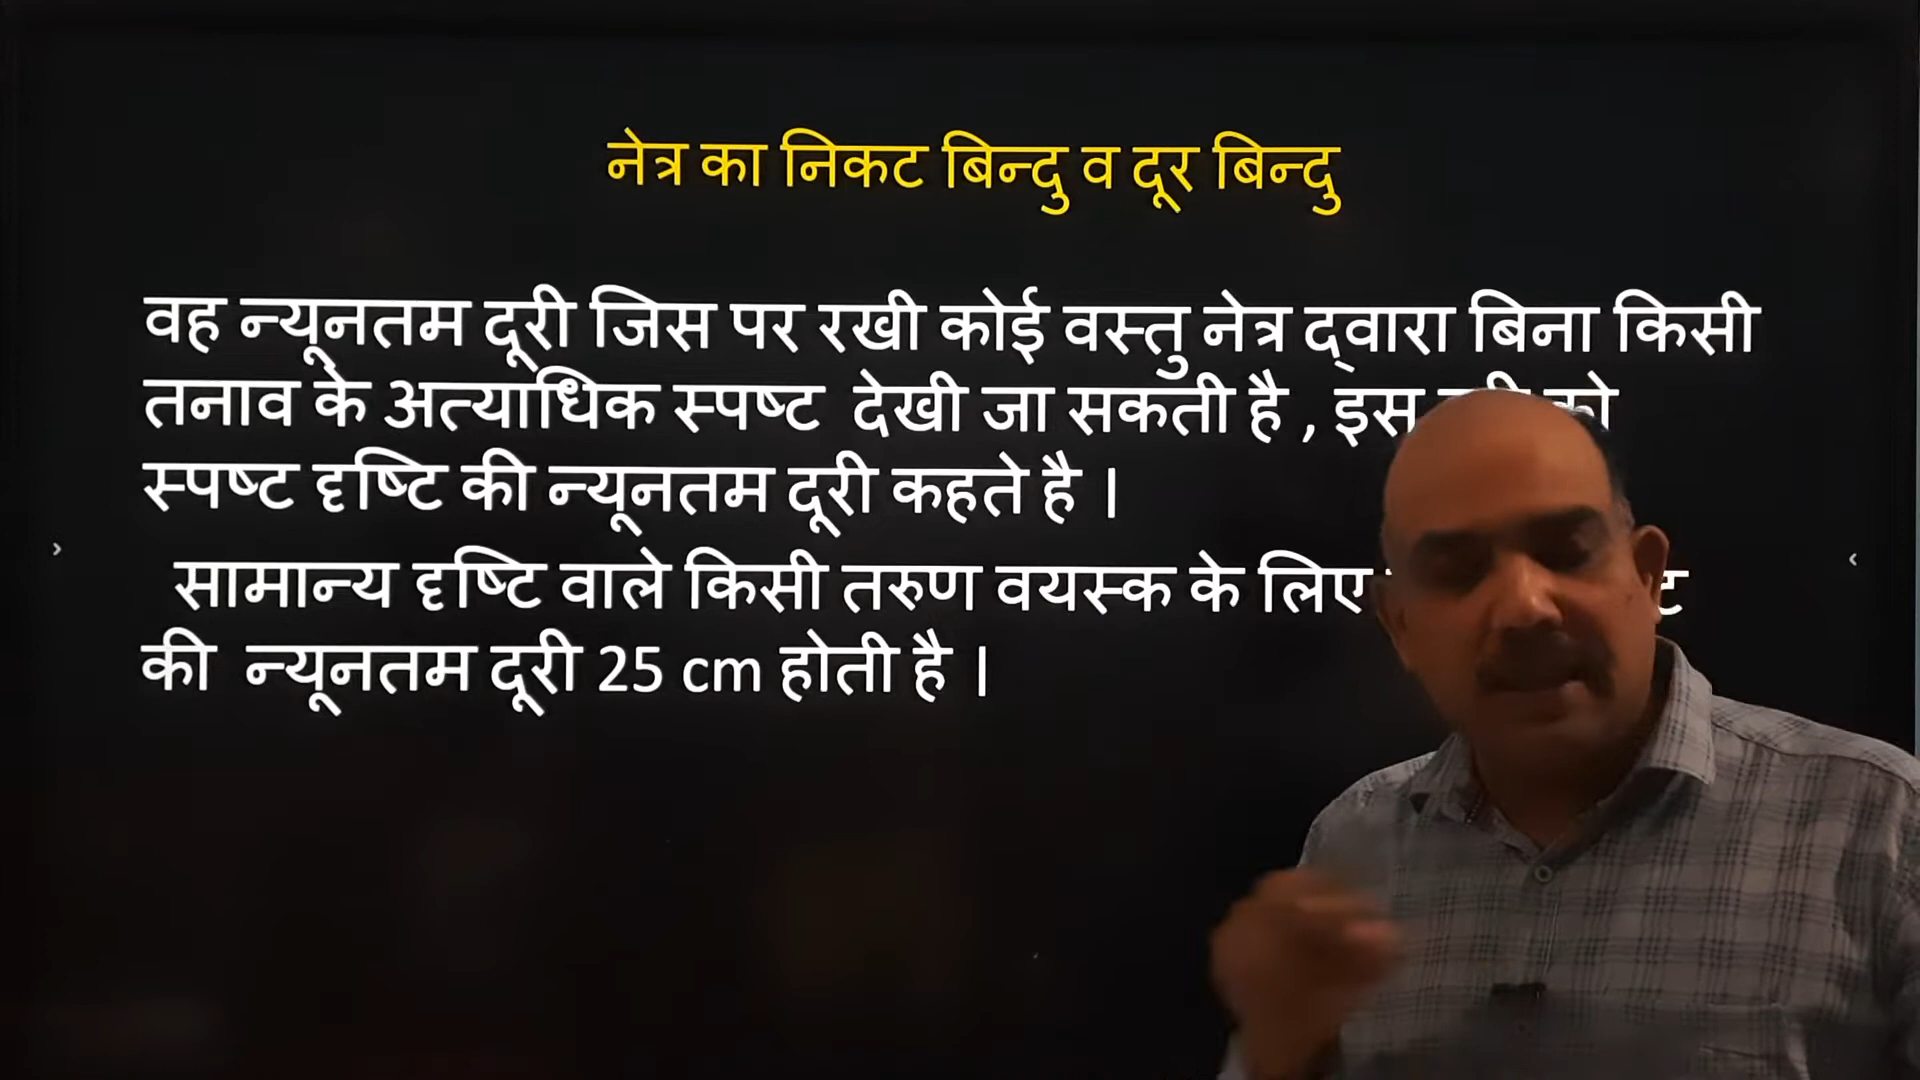 नेत्र का निकट बिन्दु व दूर बिन्दु
वह न्यूनतम दूरी जिस पर रखी कोई वस्तु नेत्र द्वारा बिना किसी
तनाव के अत्याधिक स्पष्ट देखी जा सकती है , इस को
स्पष्ट दृष्टि की न्यूनतम दूरी कहते है ।
सामान्य दृष्टि वाले किसी तरुण वयस्क के लिए
की न्यूनतम दूरी 25 cm होती है ।